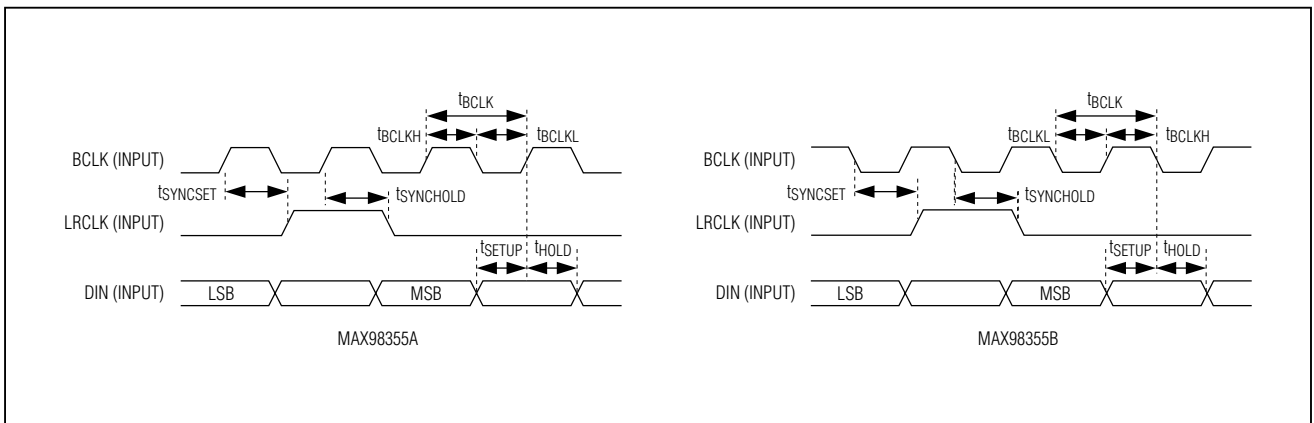 tBCLK
tBCLKH
tBCLKL
BCLK (INPUT)
tSYNCSET
tSYNCHOLD
LRCLK (INPUT)
tSETUP
tHOLD
DIN (INPUT)
LSB
MSB
MAX98355A
tBCLK
tBCLKL
tBCLKH
BCLK (INPUT)
tSYNCSET
tSYNCHOLD
LRCLK (INPUT)
tSETUP
tHOLD
DIN (INPUT)
LSB
MSB
MAX98355B